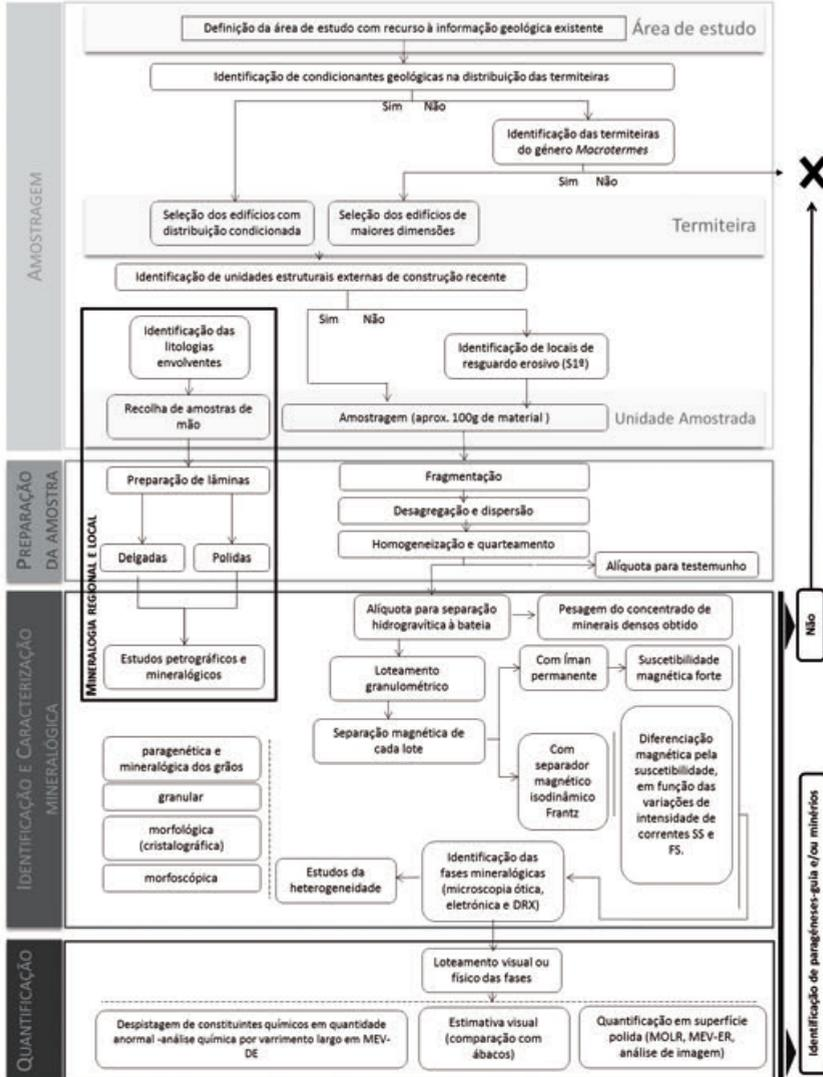 Definição da área de estudo com recurso à informação geológica existente
Área de estudo
Identificação de condicionantes geológicas na distribuição das termiteiras
Sim Não
Identificação das termiteiras
do género Macrotermes
Sim Não
Seleção dos edifícios com
distribuição condicionada
Seleção dos edifícios de
maiores dimensões
Termiteira
Identificação de unidades estruturais externas de construção recente
Sim Não
Identificação de locais de
resguardo erosivo (S1ª)
Amostragem (aprox. 100g de material )
Unidade Amostrada
AMOSTRAGEM
Identificação das
litologias
envolventes
Recolha de amostras de
mão
Preparação de lâminas
Delgadas
Polidas
Estudos petrográficos e
mineralógicos
MINERALOGIA REGIONAL E LOCAL
PREPARAÇÃO
DA AMOSTRA
Fragmentação
Desagregação e dispersão
Homogeneização e quarteamento
Alíquota para testemunho
IDENTIFICAÇÃO E CARACTERIZAÇÃO
MINERALÓGICA
Alíquota para separação
hidrogravítica à bateia
Pesagem do concentrado de
minerais densos obtido
Loteamento
granulométrico
Com Íman
permanente
Suscetibilidade
magnética forte
Separação magnética de
cada lote
Com
separador
magnético
isodinâmico
Frantz
Diferenciação
magnética pela
suscetibilidade,
em função das
variações de
intensidade de
correntes SS e
FS.
paragenética e
mineralógica dos grãos
granular
morfológica
(cristalográfica)
morfoscópica
Estudos da
heterogeneidade
Identificação das
fases mineralógicas
(microscopia ótica,
eletrónica e DRX)
QUANTIFICAÇÃO
Loteamento visual ou
físico das fases
Despistagem de constituintes químicos em quantidade
anormal -análise química por varrimento largo em MEV-
DE
Estimativa visual
(comparação com
ábacos)
Quantificação em superfície
polida (MOLR, MEV-ER,
análise de imagem)
Não
Identificação de paragéneses-guia e/ou minérios